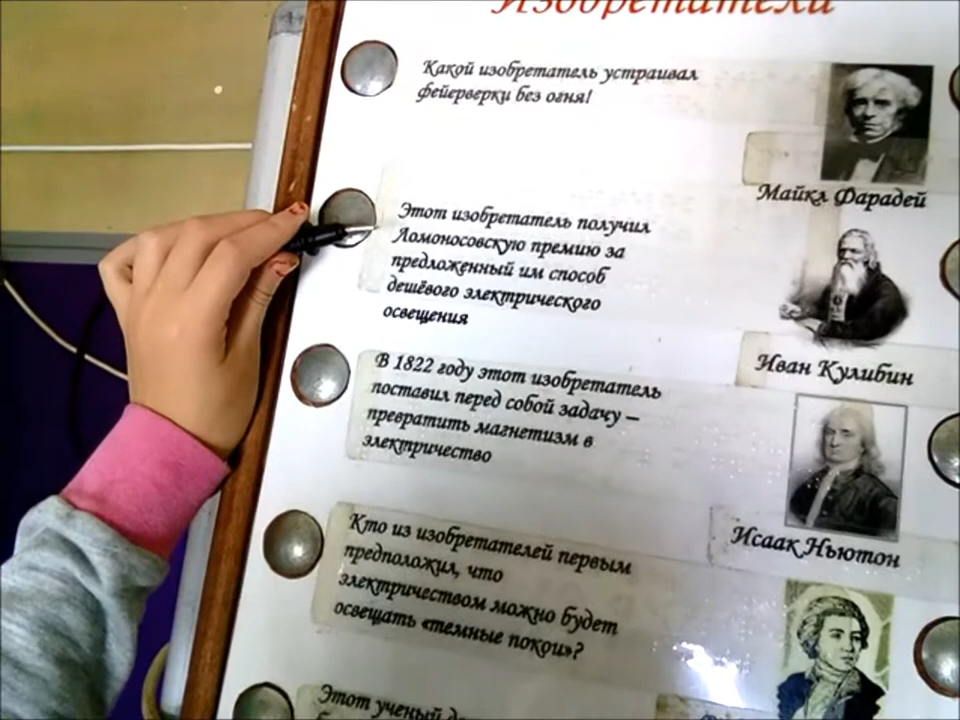 Изобретатели
Какой изобретатель устраивал
фейерверки без огня!
Майкл Фарадей
Этот изобретатель получил
Ломоносовскую премию за
предложенный им способ
дешёвого электрического
освещения
Иван Кулибин
В 1822 году этот изобретатель
поставил перед собой задачу –
превратить магнетизм в
электричество
Исаак Ньютон
Кто из изобретателей первым
предположил, что
электричеством можно будет
освещать «темные покои»?
Этот ученый